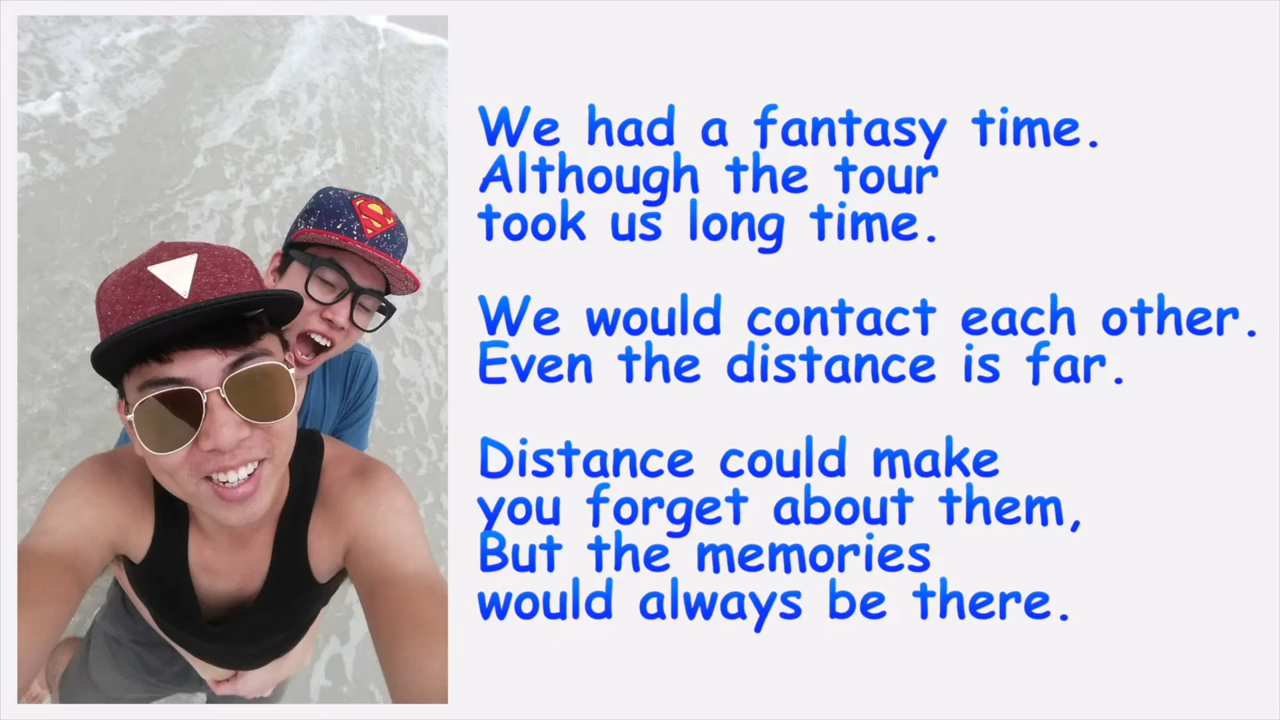 We had a fantasy time.
Although the tour
took us long time.
We would contact each other.
Even the distance is far.
Distance could make
you forget about them,
But the memories
would always be there.